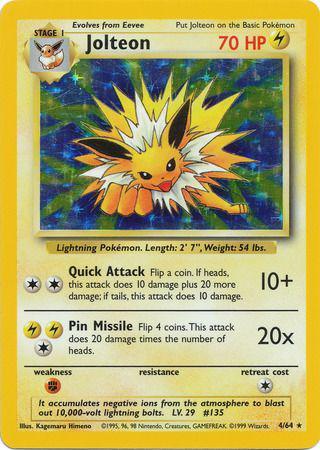 STAGE 1
Evolves from Eevee
Put Jolteon on the Basic Pokémon
Jolteon
70 HP
Lightning Pokémon. Length: 2' 7", Weight: 54 lbs.
Quick Attack Flip a coin. If heads,
this attack does 10 damage plus 20 more
damage; if tails, this attack does 10 damage.
10+
Pin Missile Flip 4 coins. This attack
does 20 damage times the number of
heads.
20x
weakness
resistance
retreat cost
It accumulates negative ions from the atmosphere to blast
out 10,000-volt lightning bolts. LV. 29 #135
Illus. Kagemaru Himeno
©1995, 96, 98 Nintendo, Creatures, GAMEFREAK. ©1999 Wizards.
4/64 ★